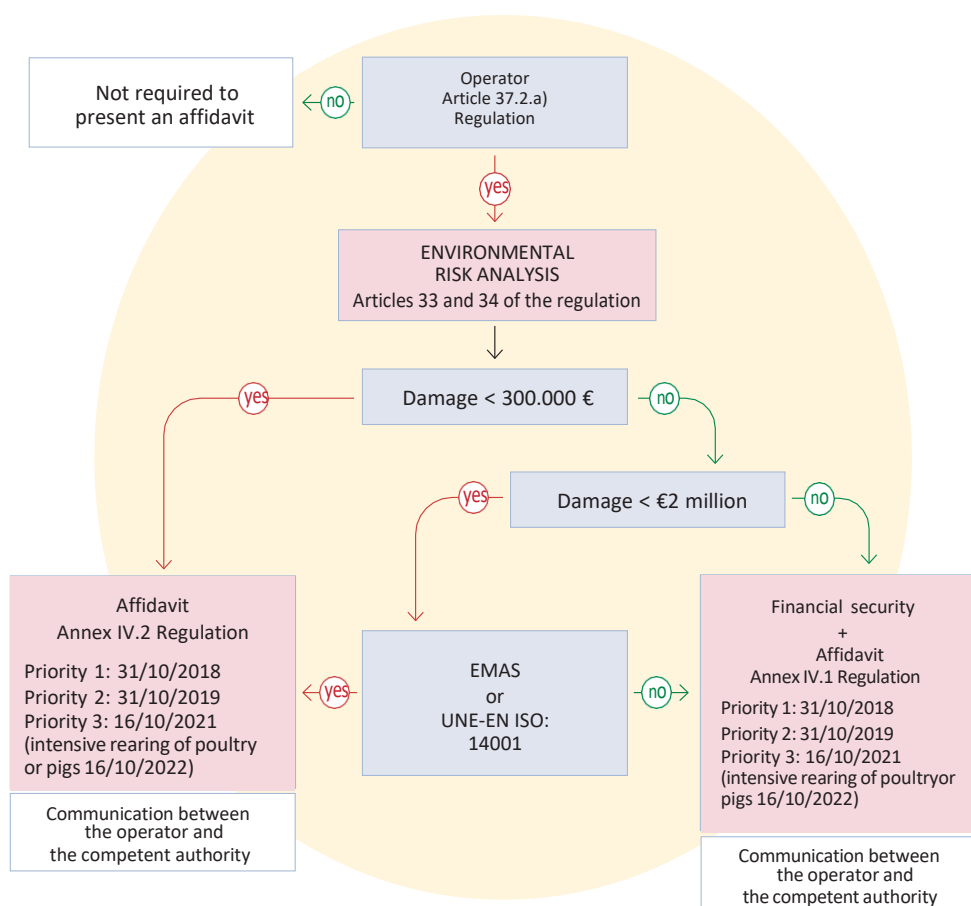 Not required to
present an affidavit
no
Operator
Article 37.2.a)
Regulation
yes
ENVIRONMENTAL
RISK ANALYSIS
Articles 33 and 34 of the regulation
yes
Damage < 300.000 €
no
yes
Damage < €2 million
no
Affidavit
Annex IV.2 Regulation
Priority 1: 31/10/2018
Priority 2: 31/10/2019
Priority 3: 16/10/2021
(intensive rearing of poultry
or pigs 16/10/2022)
Communication between
the operator and
the competent authority
yes
EMAS
or
UNE-EN ISO:
14001
no
Financial security
+
Affidavit
Annex IV.1 Regulation
Priority 1: 31/10/2018
Priority 2: 31/10/2019
Priority 3: 16/10/2021
(intensive rearing of poultryor
pigs 16/10/2022)
Communication between
the operator and
the competent authority